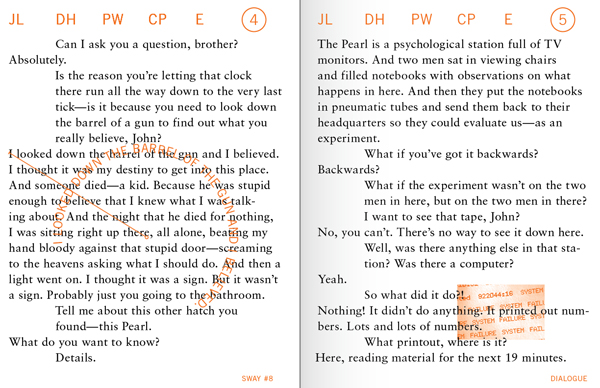 JL DH PW CP E 4
Can I ask you a question, brother?
Absolutely.
Is the reason you're letting that clock
there run all the way down to the very last
tick—is it because you need to look down
the barrel of a gun to find out what you
really believe, John?
I looked down the barrel of the gun and I believed.
I thought it was my destiny to get into this place.
And someone died—a kid. Because he was stupid
enough to believe that I knew what I was talk-
ing about. And the night that he died for nothing,
I was sitting right up there, all alone, beating my
hand bloody against that stupid door—screaming
to the heavens asking what I should do. And then a
light went on. I thought it was a sign. But it wasn't
a sign. Probably just you going to the bathroom.
Tell me about this other hatch you
found—this Pearl.
What do you want to know?
Details.
I LOOKED DOWN THE BARREL OF THE GUN AND I BELIEVED.
SWAY #8
JL DH PW CP E 5
The Pearl is a psychological station full of TV
monitors. And two men sat in viewing chairs
and filled notebooks with observations on what
happens in here. And then they put the notebooks
in pneumatic tubes and send them back to their
headquarters so they could evaluate us—as an
experiment.
What if you've got it backwards?
Backwards?
What if the experiment wasn't on the two
men in here, but on the two men in there?
I want to see that tape, John?
No, you can't. There's no way to see it down here.
Well, was there anything else in that sta-
tion? Was there a computer?
Yeah.
So what did it do?!
Nothing! It didn't do anything. It printed out num-
bers. Lots and lots of numbers.
What printout, where is it?
Here, reading material for the next 19 minutes.
922044:16 SYSTEM
SYSTEM FAILURE
FAILURE SYSTEM FAIL
DIALOGUE